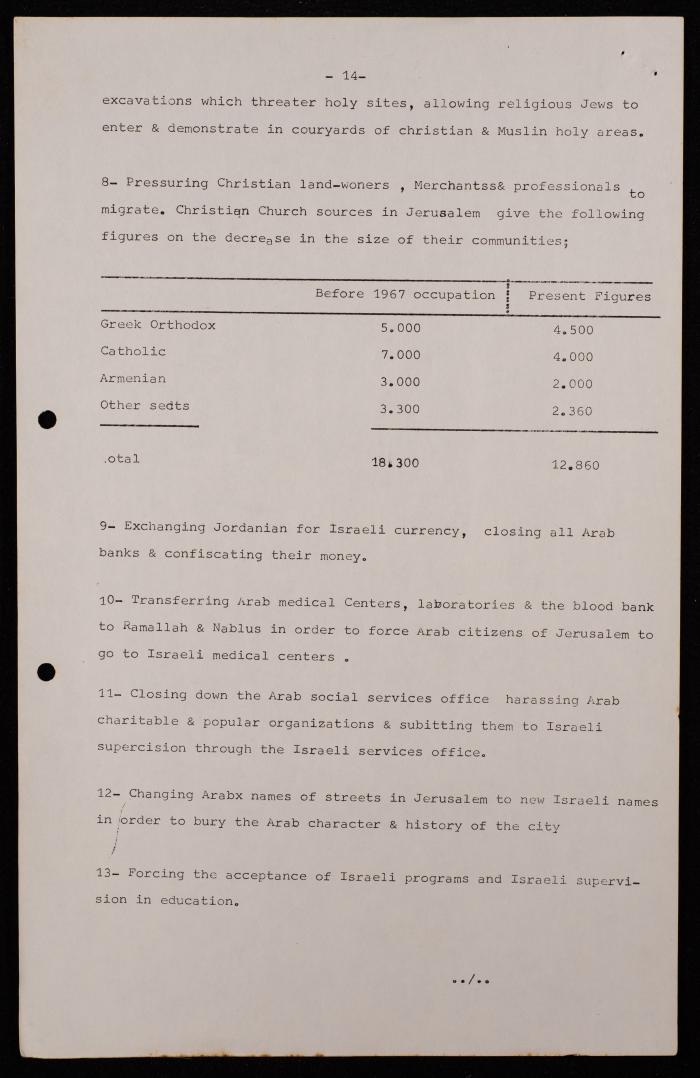 - 14-
excavations which threater holy sites, allowing religious Jews to
enter & demonstrate in couryards of christian & Muslin holy areas.
8- Pressuring Christian land-woners , Merchantss& professionals to
migrate. Christian Church sources in Jerusalem give the following
figures on the decrease in the size of their communities;
Before 1967 occupation Present Figures
Greek Orthodox 5.000 4.500
Catholic 7.000 4.000
Armenian 3.000 2.000
Other sedts 3.300 2.360
.otal 18.300 12.860
9- Exchanging Jordanian for Israeli currency, closing all Arab
banks & confiscating their money.
10- Transferring Arab medical Centers, laboratories & the blood bank
to Ramallah & Nablus in order to force Arab citizens of Jerusalem to
go to Israeli medical centers .
11- Closing down the Arab social services office harassing Arab
charitable & popular organizations & subitting them to Israeli
supercision through the Israeli services office.
12- Changing Arabx names of streets in Jerusalem to new Israeli names
in order to bury the Arab character & history of the city
13- Forcing the acceptance of Israeli programs and Israeli supervi-
sion in education.
../..